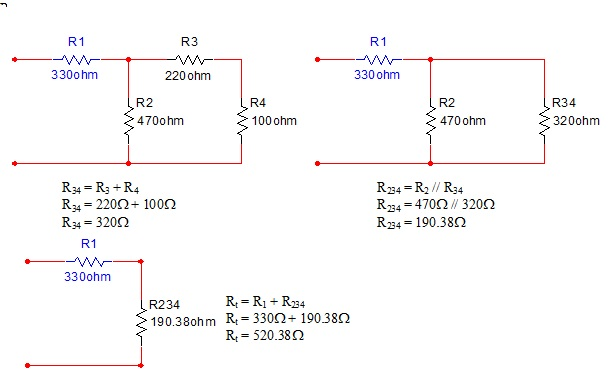 R1
R3
330ohm
220ohm
R2
470ohm
R4
100ohm
R1
330ohm
R2
470ohm
R34
320ohm
R₃₄ = R₃ + R₄
R₃₄ = 220Ω + 100Ω
R₃₄ = 320Ω
R₂₃₄ = R₂ // R₃₄
R₂₃₄ = 470Ω // 320Ω
R₂₃₄ = 190.38Ω
R1
330ohm
R234
190.38ohm
Rₜ = R₁ + R₂₃₄
Rₜ = 330Ω + 190.38Ω
Rₜ = 520.38Ω